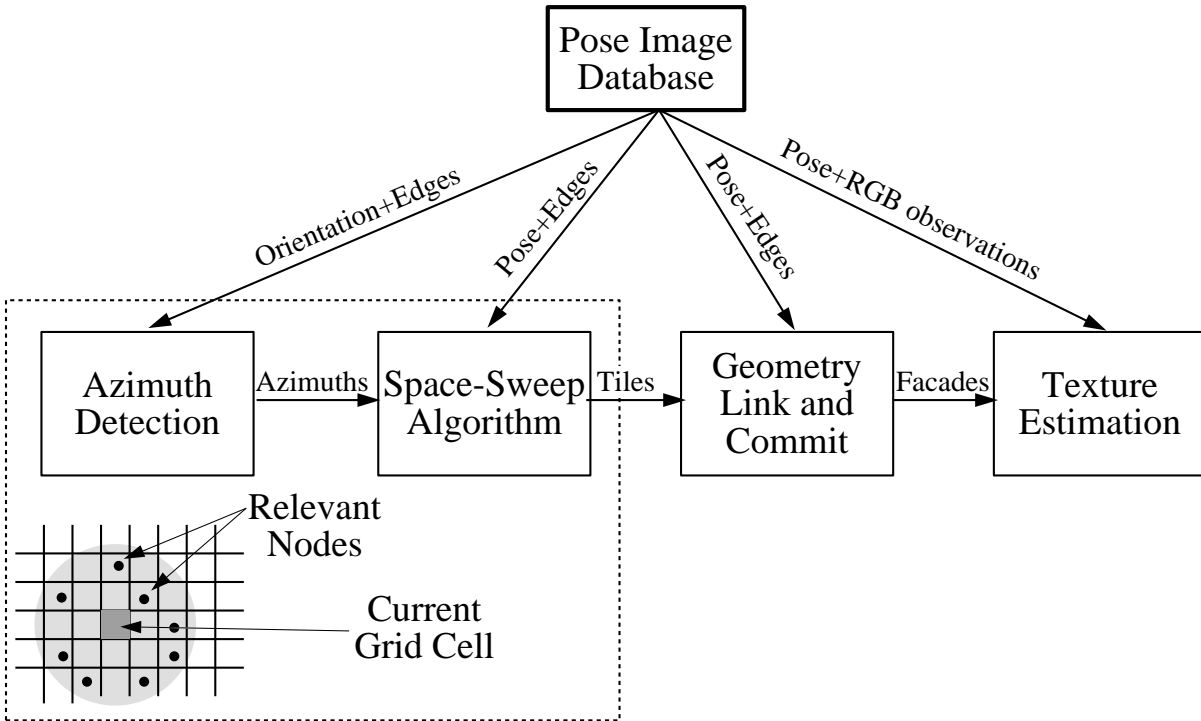 Pose Image
Database
Orientation+Edges
Pose+Edges
Pose+Edges
Pose+RGB observations
Azimuth
Detection
Azimuths
Space-Sweep
Algorithm
Tiles
Geometry
Link and
Commit
Facades
Texture
Estimation
Relevant
Nodes
Current
Grid Cell